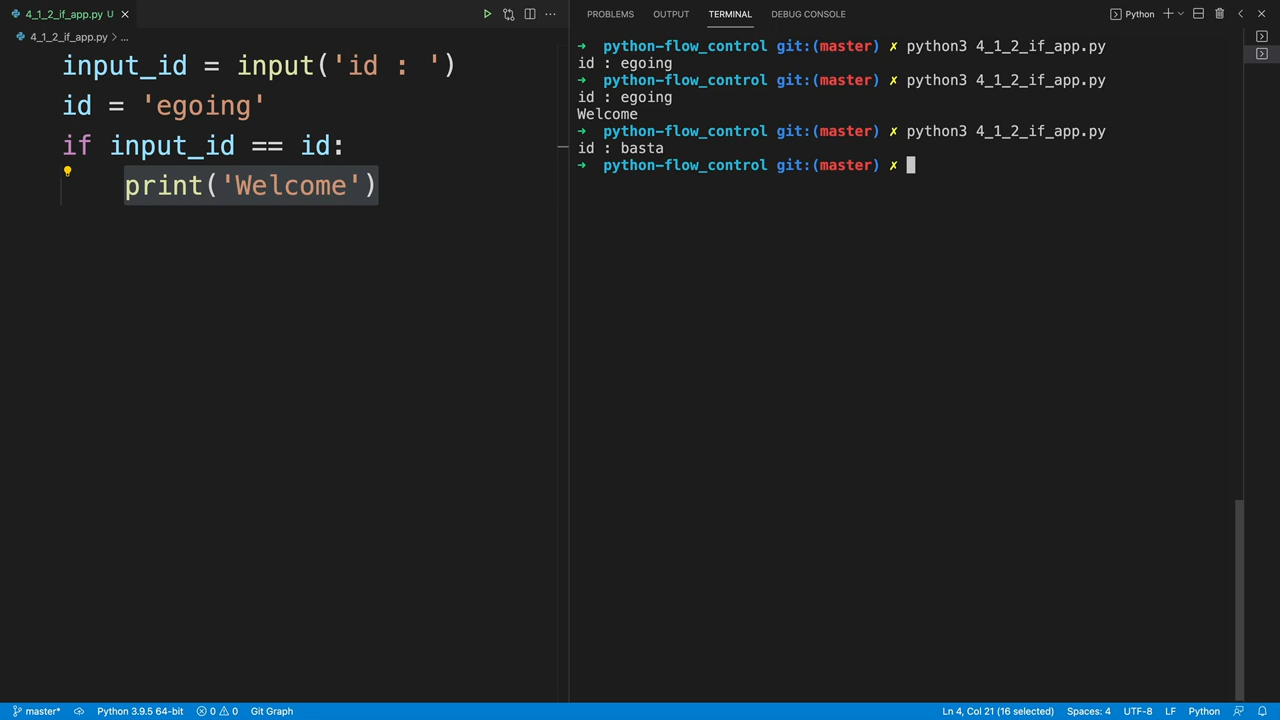 4_1_2_if_app.py U
4_1_2_if_app.py > ...
input_id = input('id : ')
id = 'egoing'
if input_id == id:
    print('Welcome')
PROBLEMS OUTPUT TERMINAL DEBUG CONSOLE Python
→ python-flow_control git:(master) ✗ python3 4_1_2_if_app.py
id : egoing
→ python-flow_control git:(master) ✗ python3 4_1_2_if_app.py
id : egoing
Welcome
→ python-flow_control git:(master) ✗ python3 4_1_2_if_app.py
id : basta
→ python-flow_control git:(master) ✗
master* Python 3.9.5 64-bit 0 0 Git Graph Ln 4, Col 21 (16 selected) Spaces: 4 UTF-8 LF Python